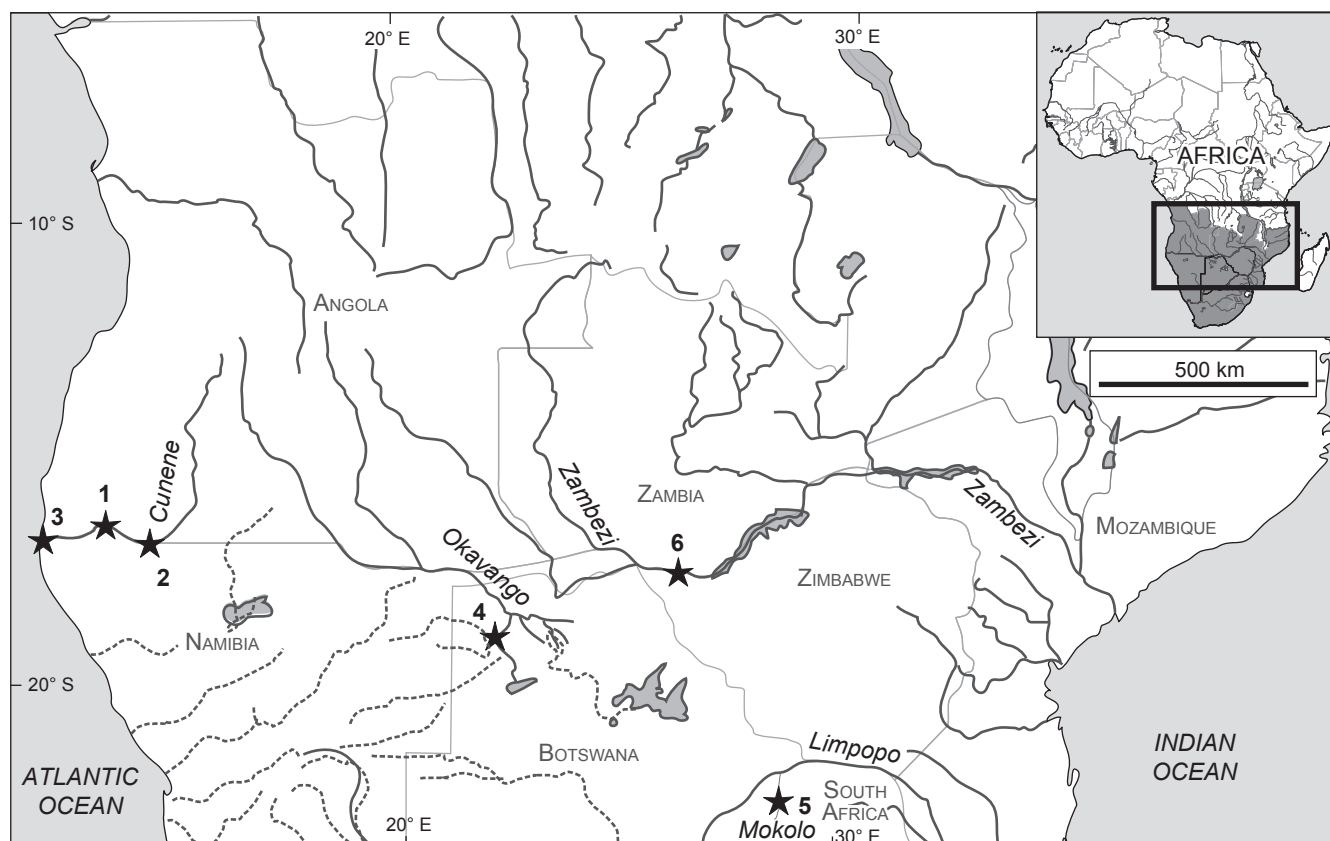 20° E
30° E
AFRICA
10° S
ANGOLA
500 km
Cunene
1
3
2
Zambezi
ZAMBIA
Zambezi
MOZAMBIQUE
Okavango
6
ZIMBABWE
4
NAMIBIA
20° S
BOTSWANA
Limpopo
INDIAN
OCEAN
ATLANTIC
OCEAN
SOUTH
AFRICA
5
Mokolo
20° E
30° E